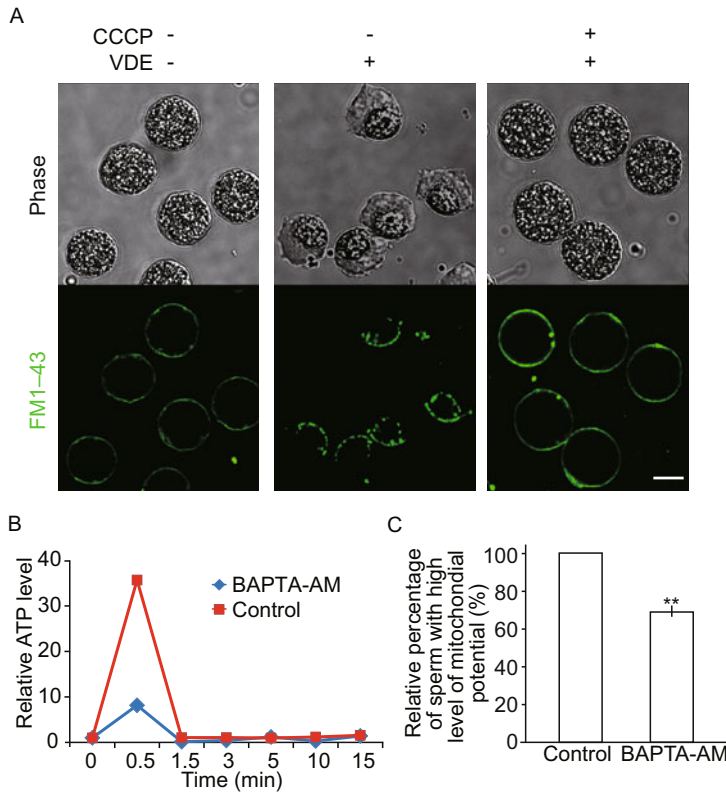 A
CCCP - - +
VDE - + +
Phase
FM1–43
B
Relative ATP level
40
30
20
10
0
BAPTA-AM
Control
0 0.5 1.5 3 5 10 15
Time (min)
C
Relative percentage
of sperm with high
level of mitochondial
potential (%)
100
80
60
40
20
0
**
Control BAPTA-AM